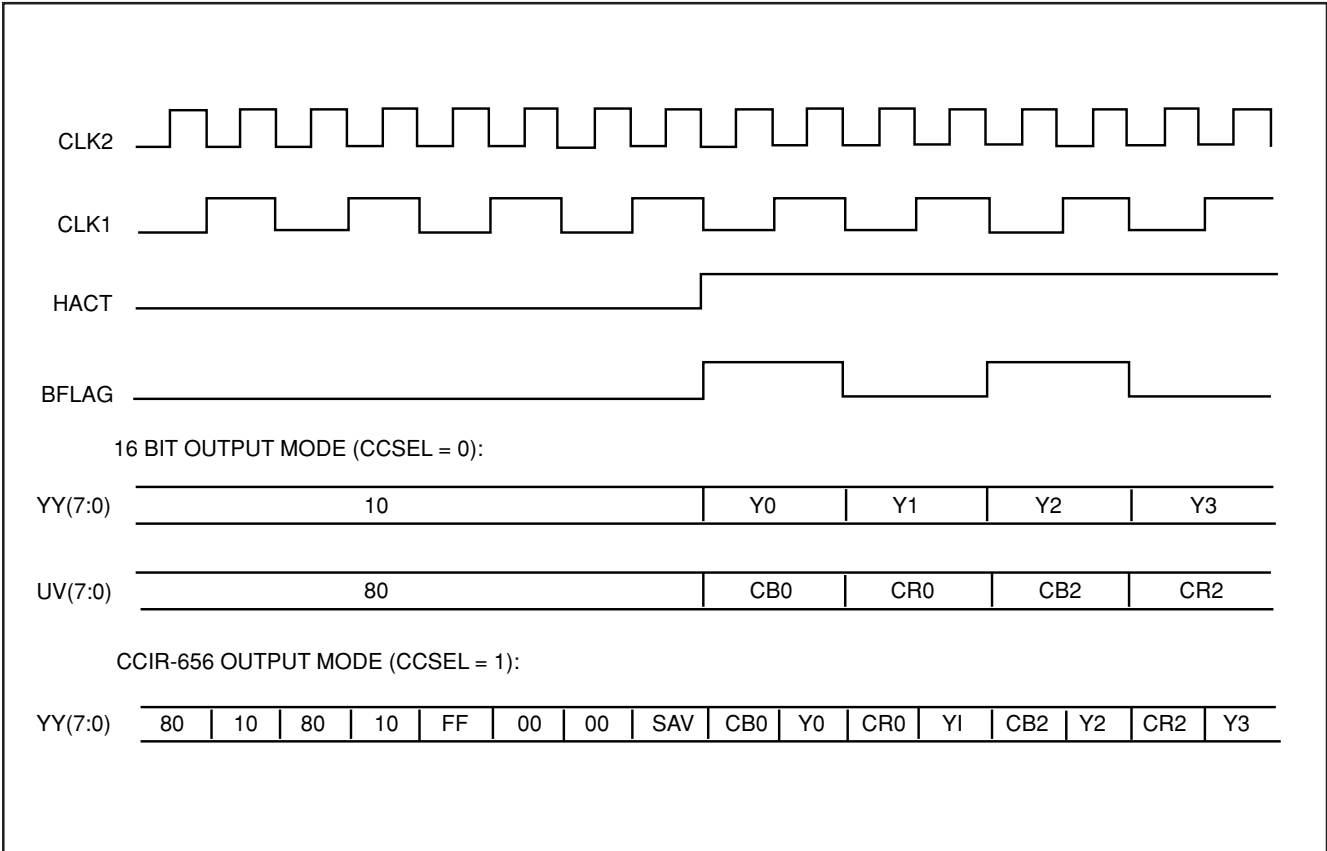 CLK2
CLK1
HACT
BFLAG
16 BIT OUTPUT MODE (CCSEL = 0):
YY(7:0) 10 Y0 Y1 Y2 Y3
UV(7:0) 80 CB0 CR0 CB2 CR2
CCIR-656 OUTPUT MODE (CCSEL = 1):
YY(7:0) 80 10 80 10 FF 00 00 SAV CB0 Y0 CR0 YI CB2 Y2 CR2 Y3